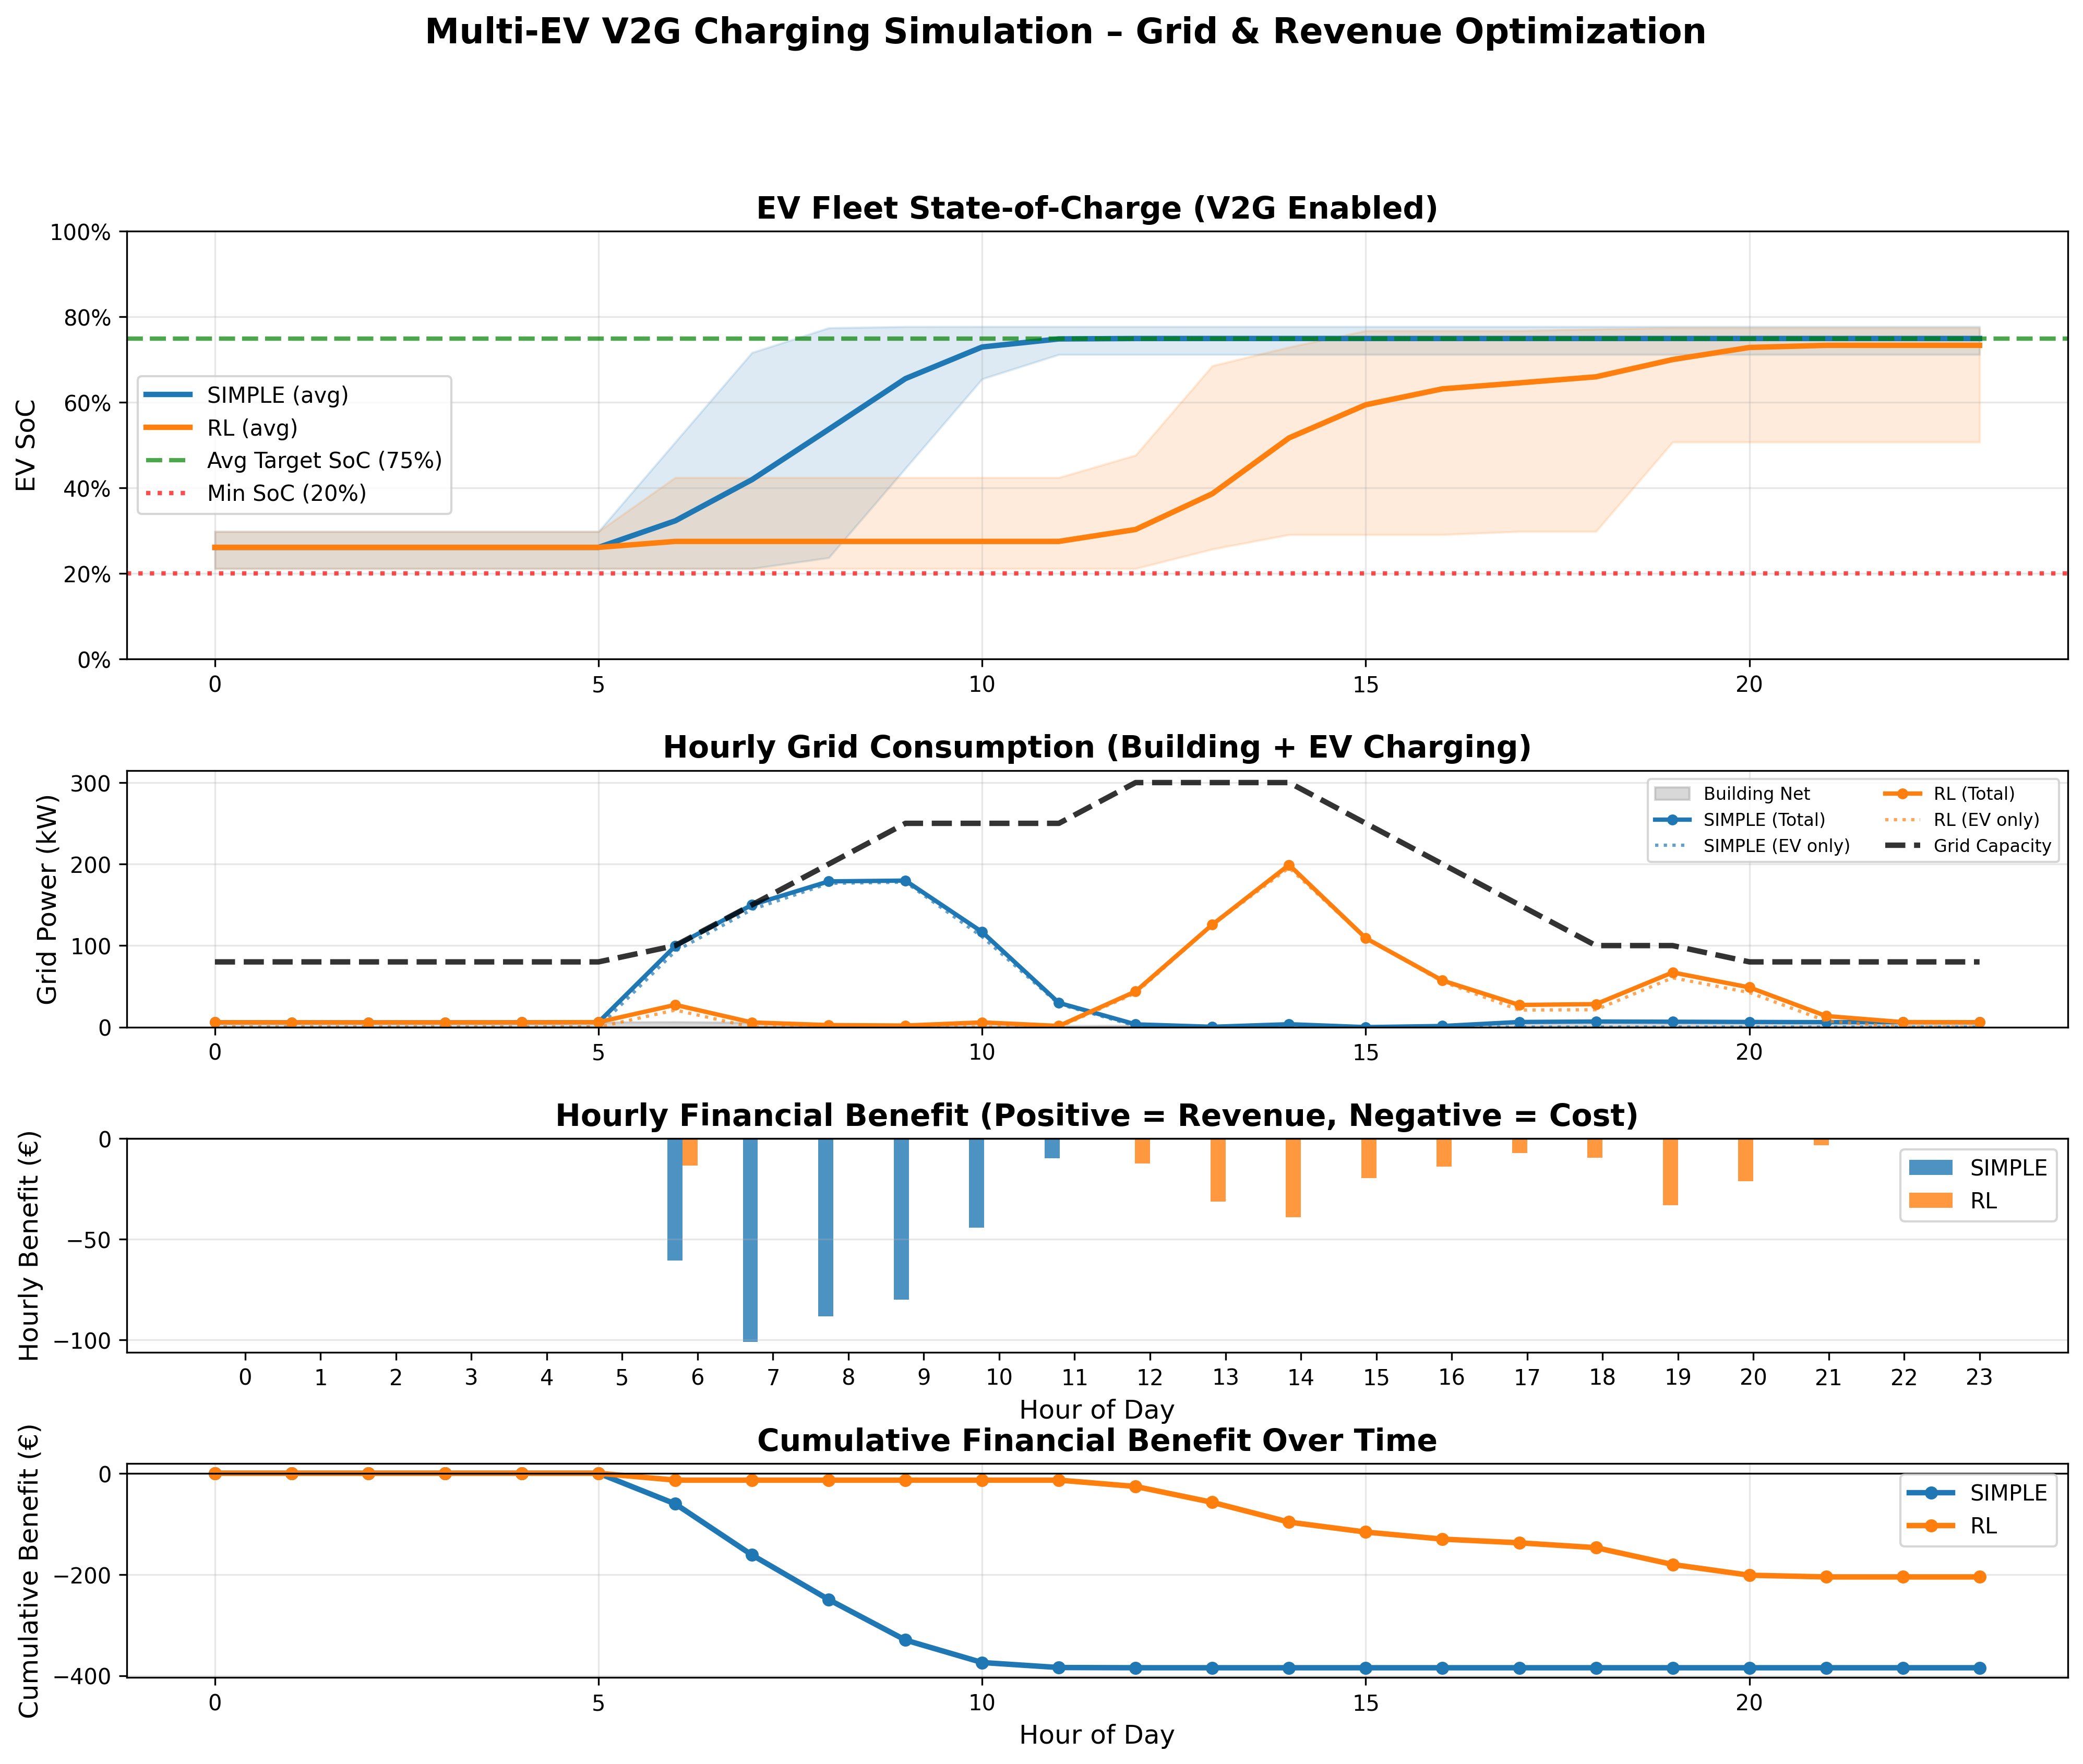 Multi-EV V2G Charging Simulation – Grid & Revenue Optimization
EV Fleet State-of-Charge (V2G Enabled)
EV SoC
100%
80%
60%
40%
20%
0%
SIMPLE (avg)
RL (avg)
Avg Target SoC (75%)
Min SoC (20%)
0 5 10 15 20
Hourly Grid Consumption (Building + EV Charging)
Grid Power (kW)
300
200
100
0
Building Net
SIMPLE (Total)
SIMPLE (EV only)
RL (Total)
RL (EV only)
Grid Capacity
0 5 10 15 20
Hourly Financial Benefit (Positive = Revenue, Negative = Cost)
Hourly Benefit (€)
0
−50
−100
SIMPLE
RL
0 1 2 3 4 5 6 7 8 9 10 11 12 13 14 15 16 17 18 19 20 21 22 23
Hour of Day
Cumulative Financial Benefit Over Time
Cumulative Benefit (€)
0
−200
−400
SIMPLE
RL
0 5 10 15 20
Hour of Day